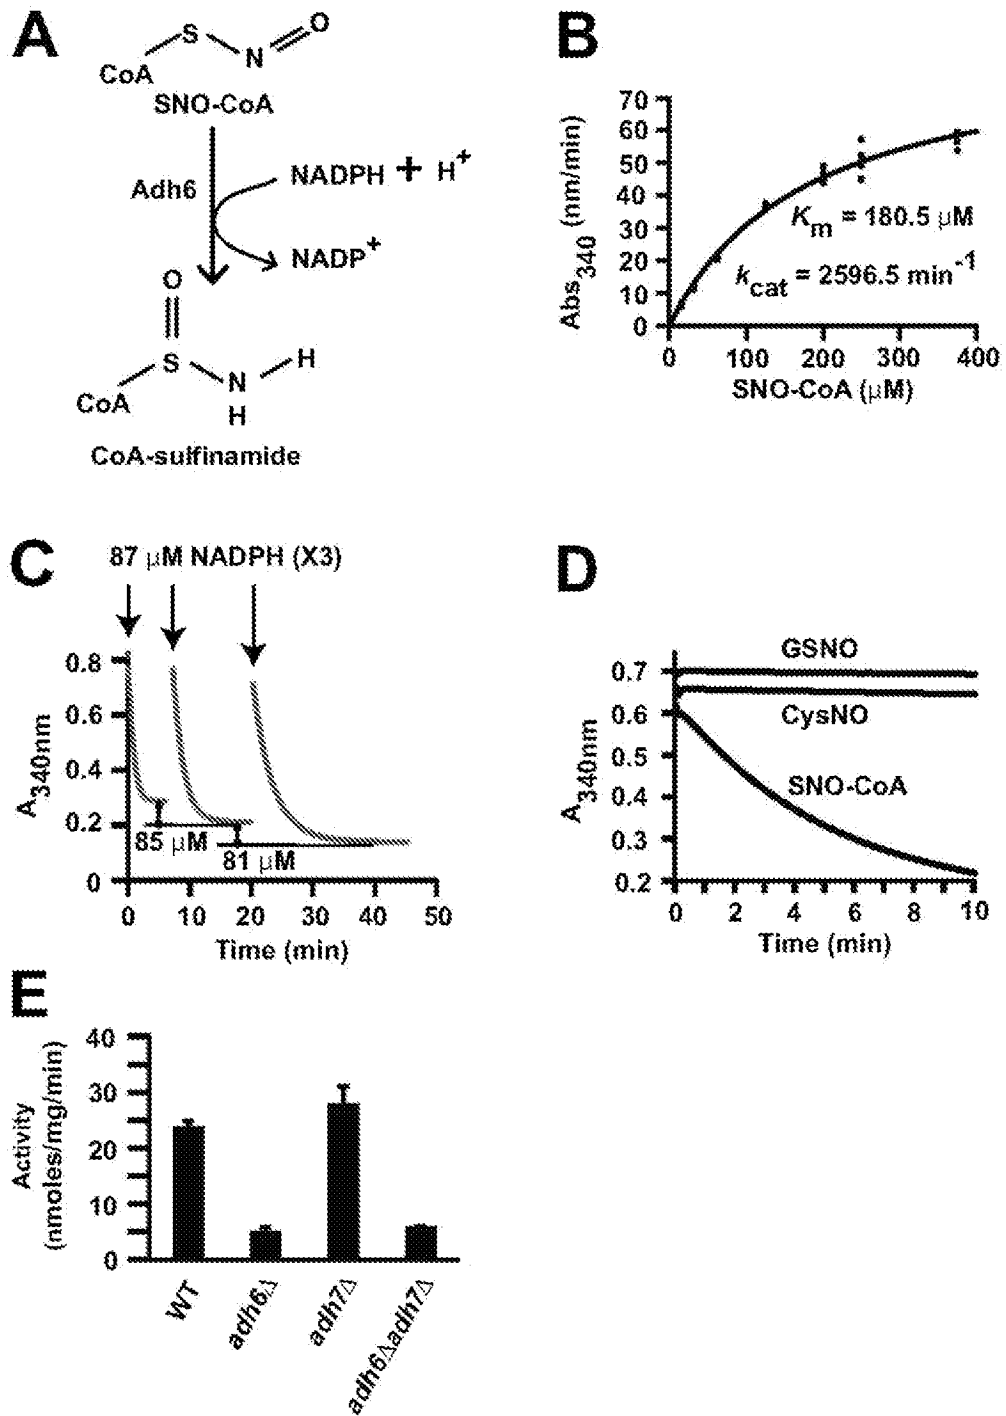 A
S
N
O
CoA
SNO-CoA
Adh6
NADPH + H+
NADP+
O
S
N
H
H
CoA
CoA-sulfinamide
B
Abs340 (nm/min)
70
60
50
40
30
20
10
0
Km = 180.5 µM
kcat = 2596.5 min-1
0 100 200 300 400
SNO-CoA (µM)
C
87 µM NADPH (X3)
A340nm
0.8
0.6
0.4
0.2
0
85 µM
81 µM
0 10 20 30 40 50
Time (min)
D
A340nm
0.7
0.6
0.5
0.4
0.3
0.2
GSNO
CysNO
SNO-CoA
0 2 4 6 8 10
Time (min)
E
Activity
(nmoles/mg/min)
40
30
20
10
0
WT
adh6Δ
adh7Δ
adh6Δadh7Δ